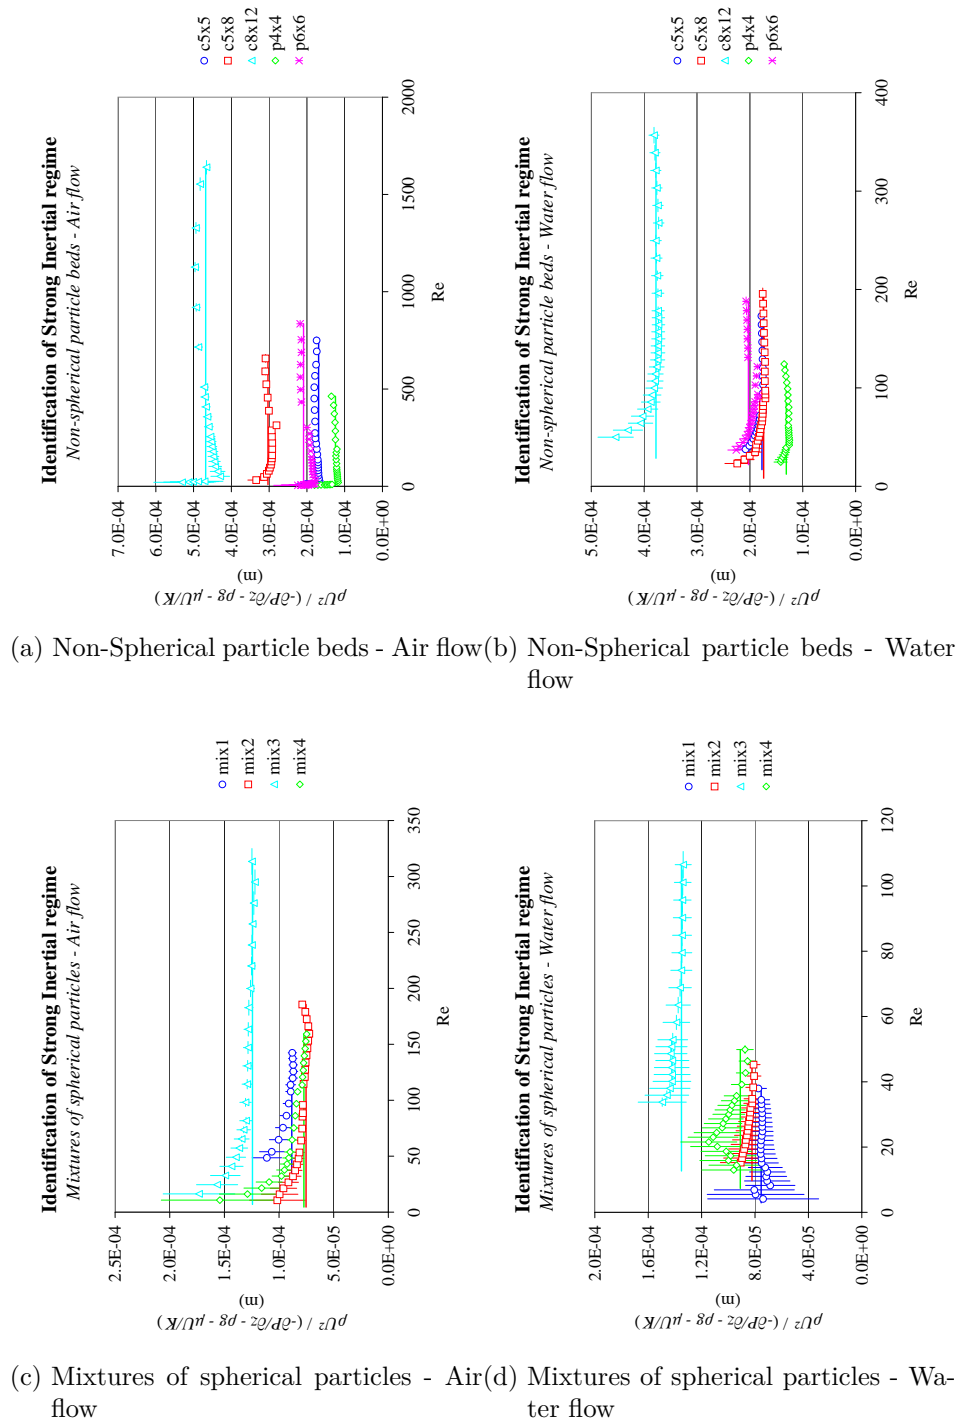 Identification of Strong Inertial regime
Non-spherical particle beds - Air flow
7.0E-04
6.0E-04
5.0E-04
4.0E-04
3.0E-04
2.0E-04
1.0E-04
0.0E+00
0
500
1000
1500
2000
Re
ρU² / (-∂P/∂z - ρg - μU/K)
(m)
c5x5
c5x8
c8x12
p4x4
p6x6
Identification of Strong Inertial regime
Non-spherical particle beds - Water flow
5.0E-04
4.0E-04
3.0E-04
2.0E-04
1.0E-04
0.0E+00
0
100
200
300
400
Re
ρU² / (-∂P/∂z - ρg - μU/K)
(m)
c5x5
c5x8
c8x12
p4x4
p6x6
(a) Non-Spherical particle beds - Air flow
(b) Non-Spherical particle beds - Water
flow
Identification of Strong Inertial regime
Mixtures of spherical particles - Air flow
2.5E-04
2.0E-04
1.5E-04
1.0E-04
5.0E-05
0.0E+00
0
50
100
150
200
250
300
350
Re
ρU² / (-∂P/∂z - ρg - μU/K)
(m)
mix1
mix2
mix3
mix4
Identification of Strong Inertial regime
Mixtures of spherical particles - Water flow
2.0E-04
1.6E-04
1.2E-04
8.0E-05
4.0E-05
0.0E+00
0
20
40
60
80
100
120
Re
ρU² / (-∂P/∂z - ρg - μU/K)
(m)
mix1
mix2
mix3
mix4
(c) Mixtures of spherical particles - Air
flow
(d) Mixtures of spherical particles - Wa-
ter flow